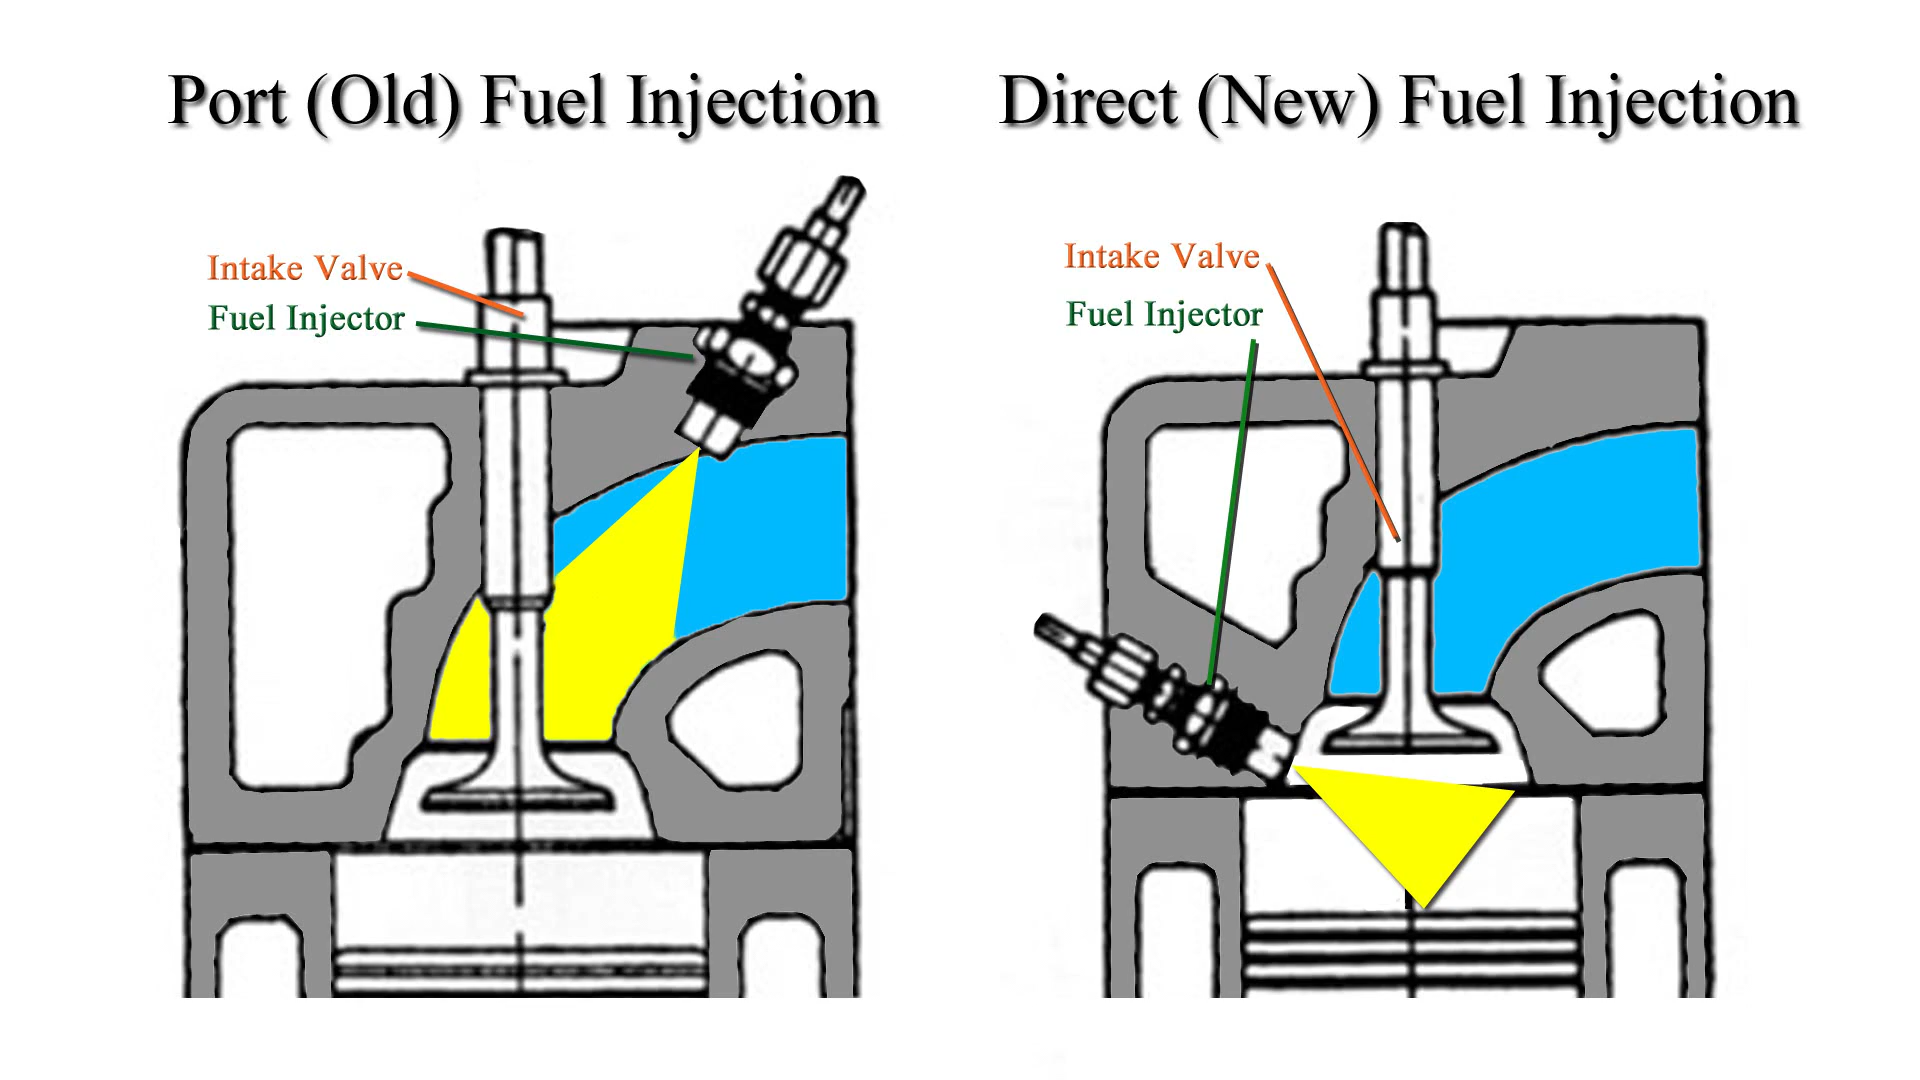 Port (Old) Fuel Injection
Intake Valve
Fuel Injector
Direct (New) Fuel Injection
Intake Valve
Fuel Injector